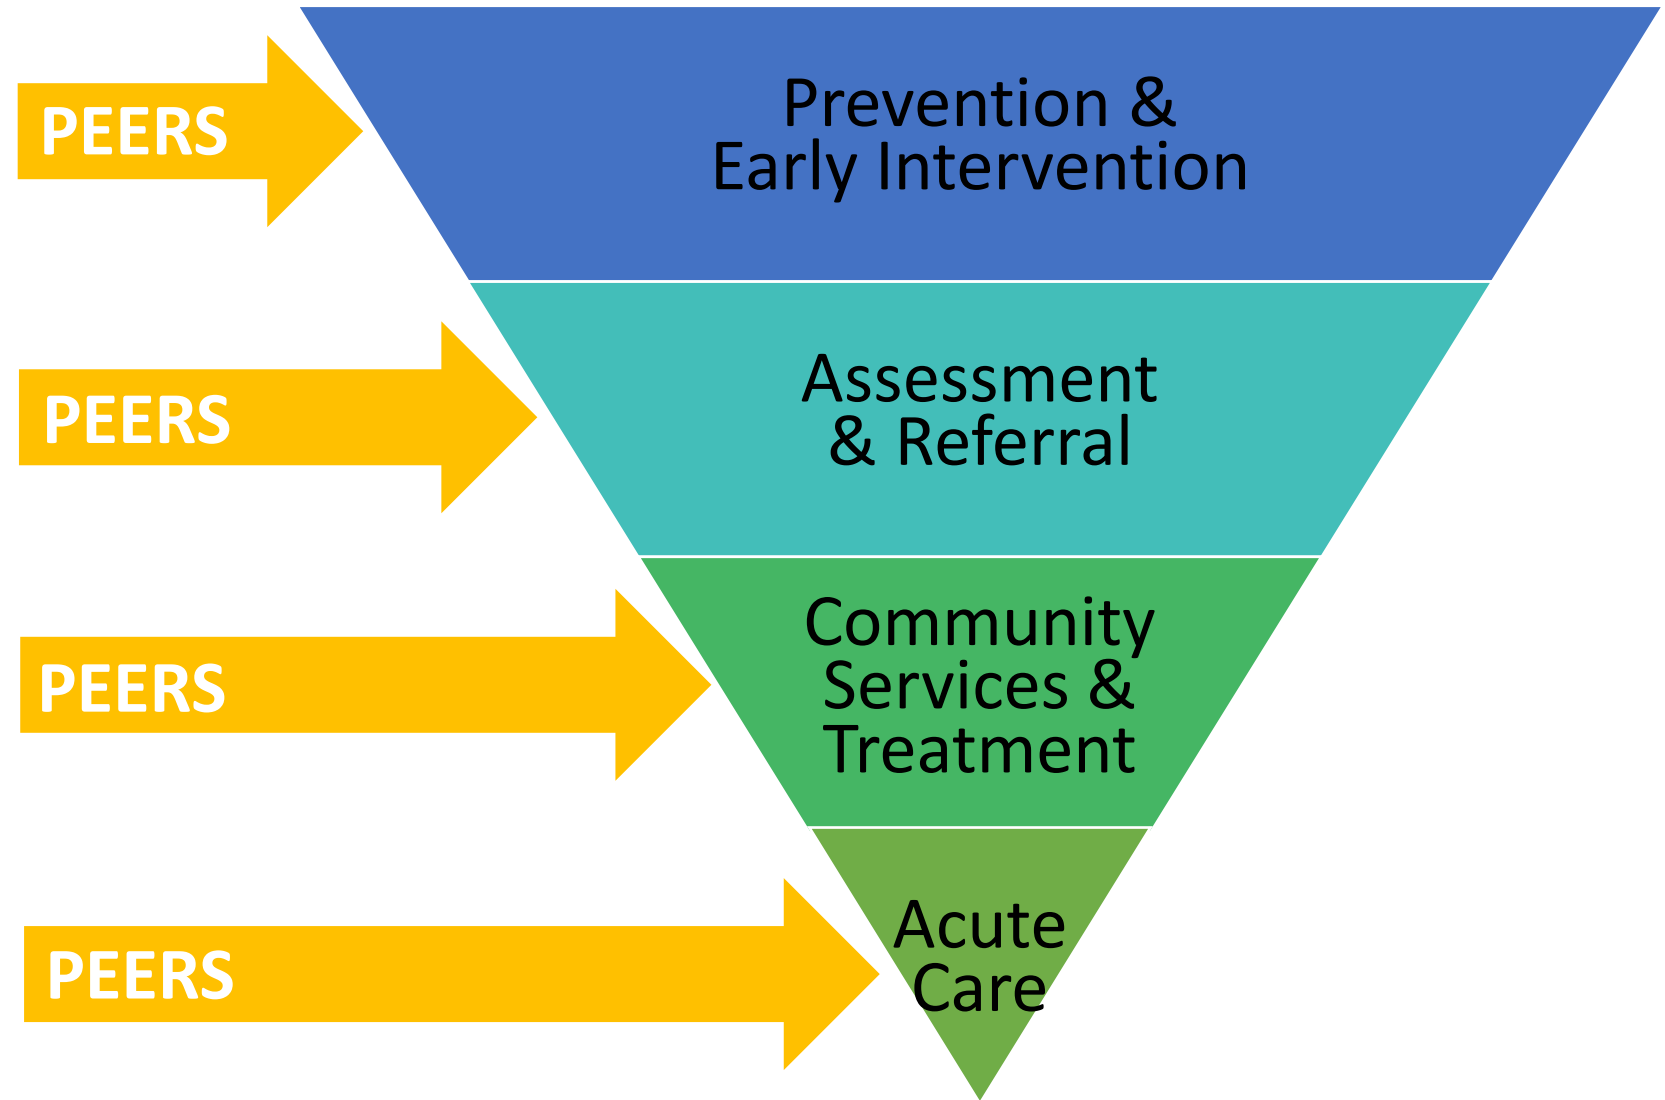 PEERS
Prevention &
Early Intervention
PEERS
Assessment
& Referral
PEERS
Community
Services &
Treatment
PEERS
Acute
Care